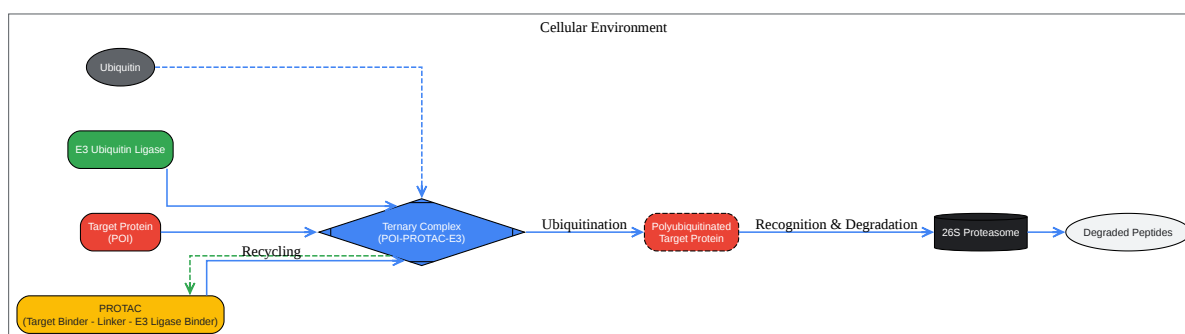 Cellular Environment
Ubiquitin
E3 Ubiquitin Ligase
Target Protein
(POI)
Ternary Complex
(POI-PROTAC-E3)
Ubiquitination
Polyubiquitinated
Target Protein
Recognition & Degradation
26S Proteasome
Degraded Peptides
Recycling
PROTAC
(Target Binder - Linker - E3 Ligase Binder)